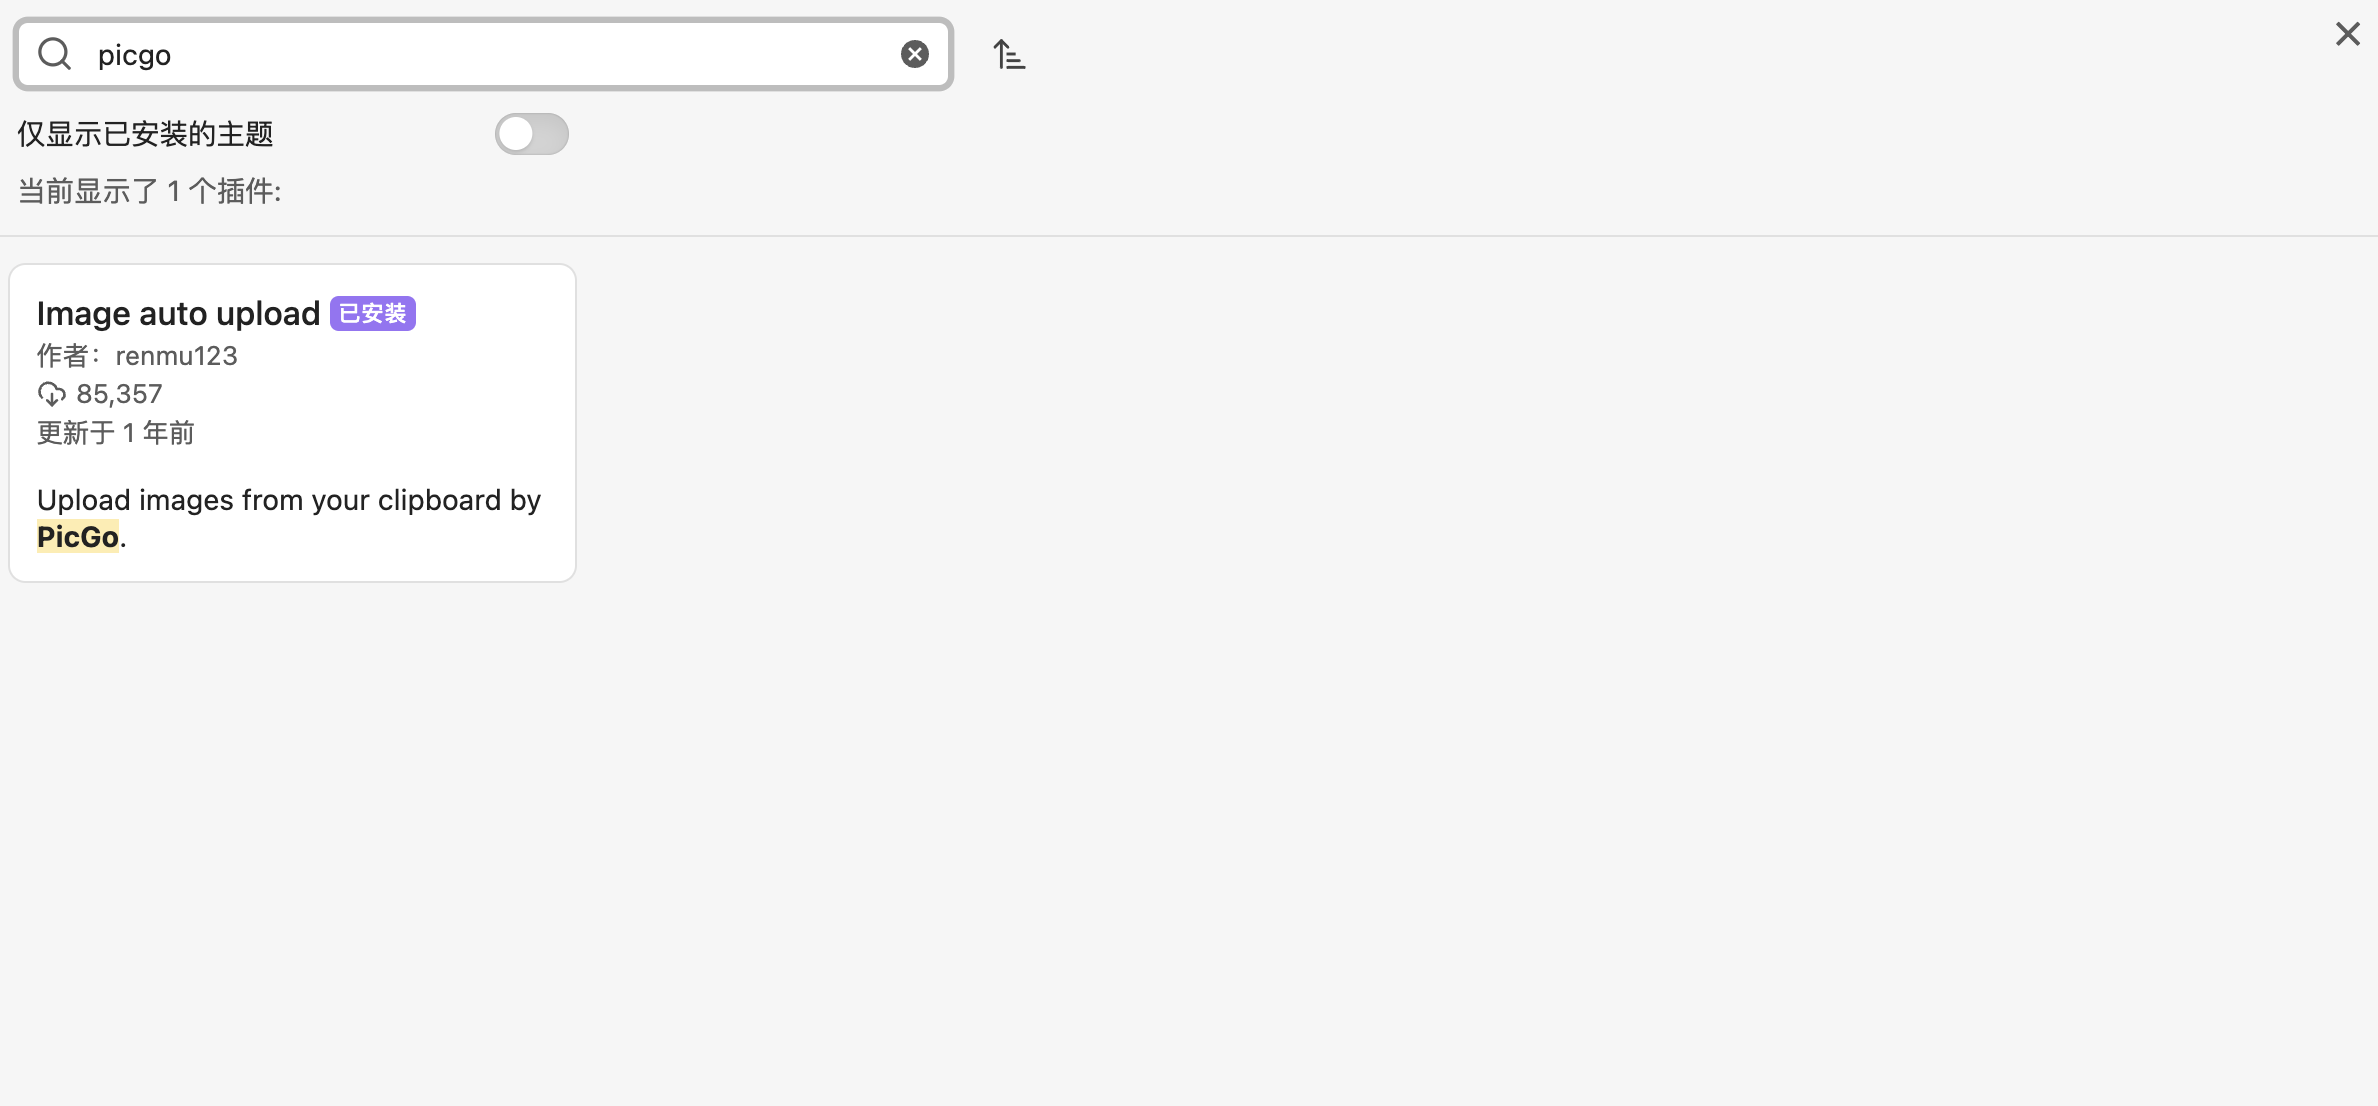 picgo
仅显示已安装的主题
当前显示了 1 个插件:
Image auto upload 已安装
作者：renmu123
85,357
更新于 1 年前
Upload images from your clipboard by
PicGo.